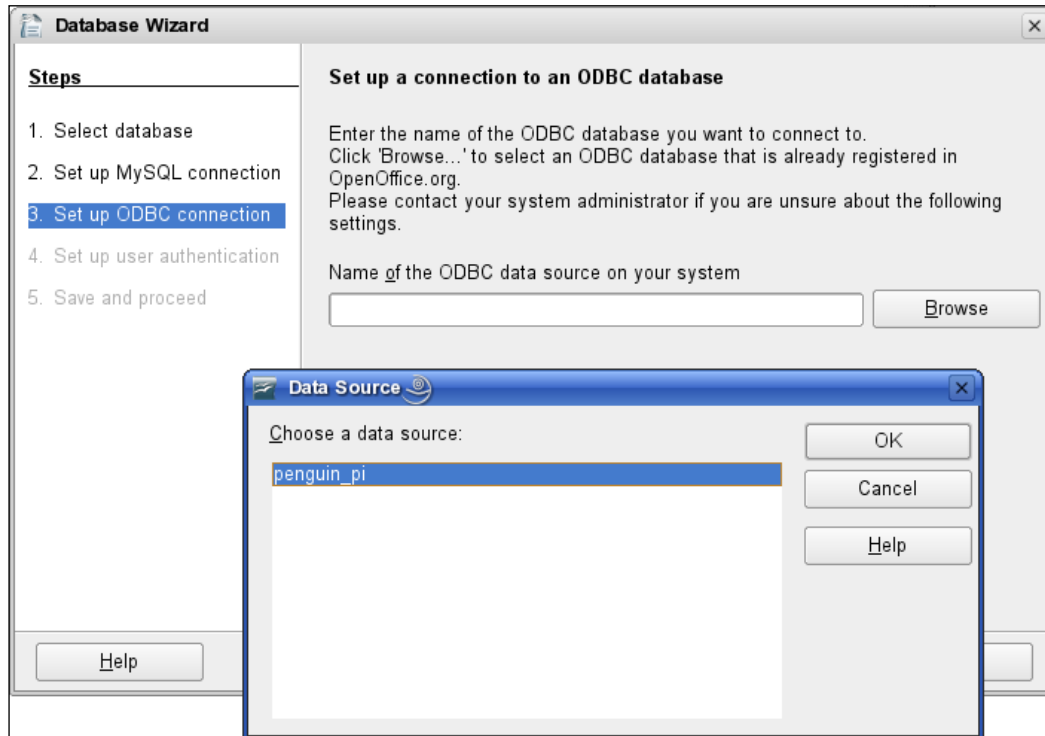 Database Wizard
Steps
1. Select database
2. Set up MySQL connection
3. Set up ODBC connection
4. Set up user authentication
5. Save and proceed
Set up a connection to an ODBC database
Enter the name of the ODBC database you want to connect to.
Click 'Browse...' to select an ODBC database that is already registered in
OpenOffice.org.
Please contact your system administrator if you are unsure about the following
settings.
Name of the ODBC data source on your system
Browse
Data Source
Choose a data source:
penguin_pi
OK
Cancel
Help
Help